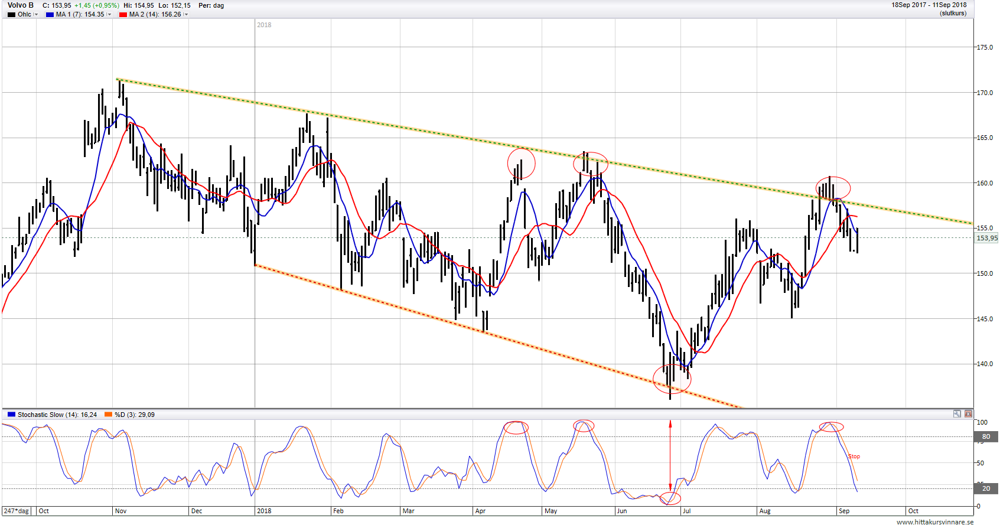 Volvo B C: 153,95 +1,45 (+0,95%) Hi: 154,95 Lo: 152,15 Per: dag
18Sep 2017 - 11Sep 2018
Ohlc MA 1 (7): 154.35 MA 2 (14): 156.26
(slutkurs)
2018
175.0
170.0
165.0
160.0
155.0
153,95
150.0
145.0
140.0
Stochastic Slow (14): 16,24 %D (3): 29,09
100
80
75
Stop
50
25
20
0
247*dag Oct Nov Dec 2018 Feb Mar Apr May Jun Jul Aug Sep Oct
www.hittakursvinnare.se